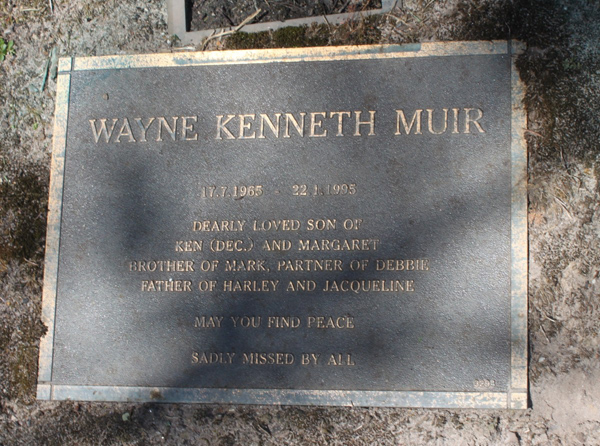 WAYNE KENNETH MUIR
17.7.1965 - 22.1.1995
DEARLY LOVED SON OF
KEN (DEC.) AND MARGARET
BROTHER OF MARK, PARTNER OF DEBBIE
FATHER OF HARLEY AND JACQUELINE
MAY YOU FIND PEACE
SADLY MISSED BY ALL